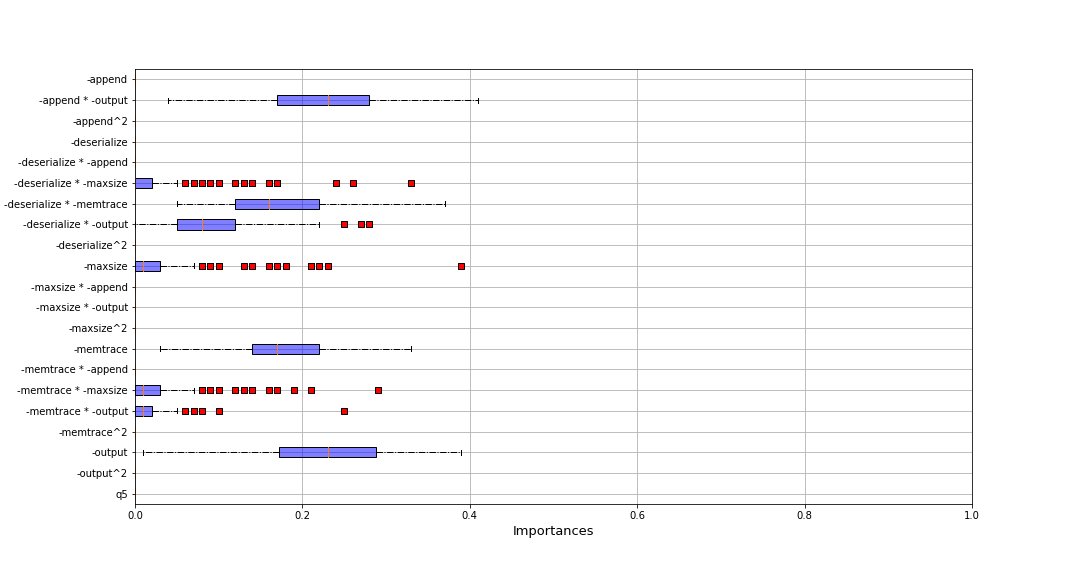 -append
-append * -output
-append^2
-deserialize
-deserialize * -append
-deserialize * -maxsize
-deserialize * -memtrace
-deserialize * -output
-deserialize^2
-maxsize
-maxsize * -append
-maxsize * -output
-maxsize^2
-memtrace
-memtrace * -append
-memtrace * -maxsize
-memtrace * -output
-memtrace^2
-output
-output^2
q5
0.0 0.2 0.4 0.6 0.8 1.0
Importances